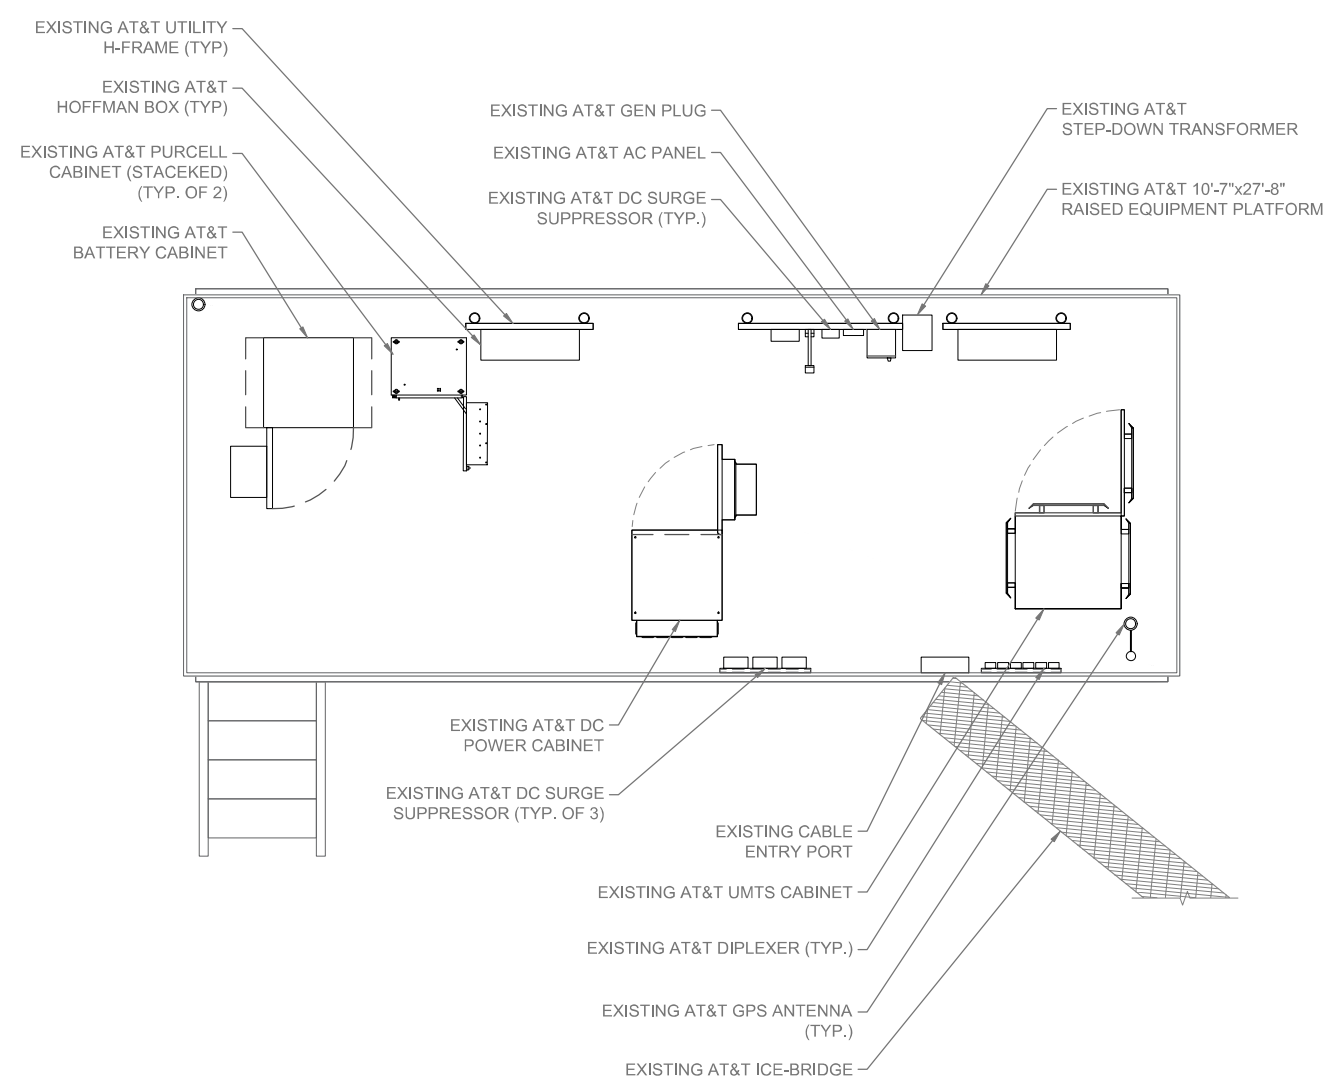 EXISTING AT&T UTILITY
H-FRAME (TYP)
EXISTING AT&T
HOFFMAN BOX (TYP)
EXISTING AT&T PURCELL
CABINET (STACEKED)
(TYP. OF 2)
EXISTING AT&T
BATTERY CABINET
EXISTING AT&T GEN PLUG
EXISTING AT&T AC PANEL
EXISTING AT&T DC SURGE
SUPPRESSOR (TYP.)
EXISTING AT&T
STEP-DOWN TRANSFORMER
EXISTING AT&T 10'-7"x27'-8"
RAISED EQUIPMENT PLATFORM
EXISTING AT&T DC
POWER CABINET
EXISTING AT&T DC SURGE
SUPPRESSOR (TYP. OF 3)
EXISTING CABLE
ENTRY PORT
EXISTING AT&T UMTS CABINET
EXISTING AT&T DIPLEXER (TYP.)
EXISTING AT&T GPS ANTENNA
(TYP.)
EXISTING AT&T ICE-BRIDGE